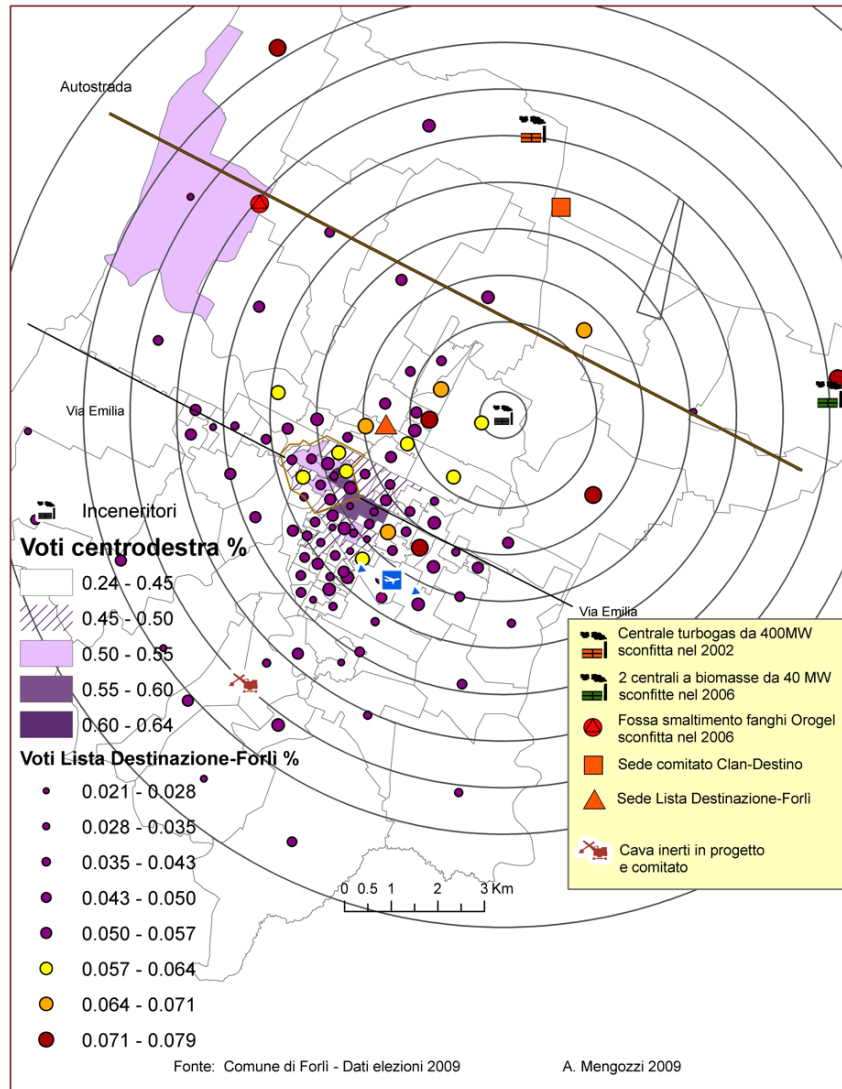 Autostrada
Via Emilia
Inceneritori
Voti centrodestra %
0.24 - 0.45
0.45 - 0.50
0.50 - 0.55
0.55 - 0.60
0.60 - 0.64
Voti Lista Destinazione-Forlì %
0.021 - 0.028
0.028 - 0.035
0.035 - 0.043
0.043 - 0.050
0.050 - 0.057
0.057 - 0.064
0.064 - 0.071
0.071 - 0.079
Via Emilia
Centrale turbogas da 400MW
sconfitta nel 2002
2 centrali a biomasse da 40 MW
sconfitte nel 2006
Fossa smaltimento fanghi Orogel
sconfitta nel 2006
Sede comitato Clan-Destino
Sede Lista Destinazione-Forlì
Cava inerti in progetto
e comitato
0 0.5 1 2 3 Km
Fonte: Comune di Forlì - Dati elezioni 2009 A. Mengozzi 2009